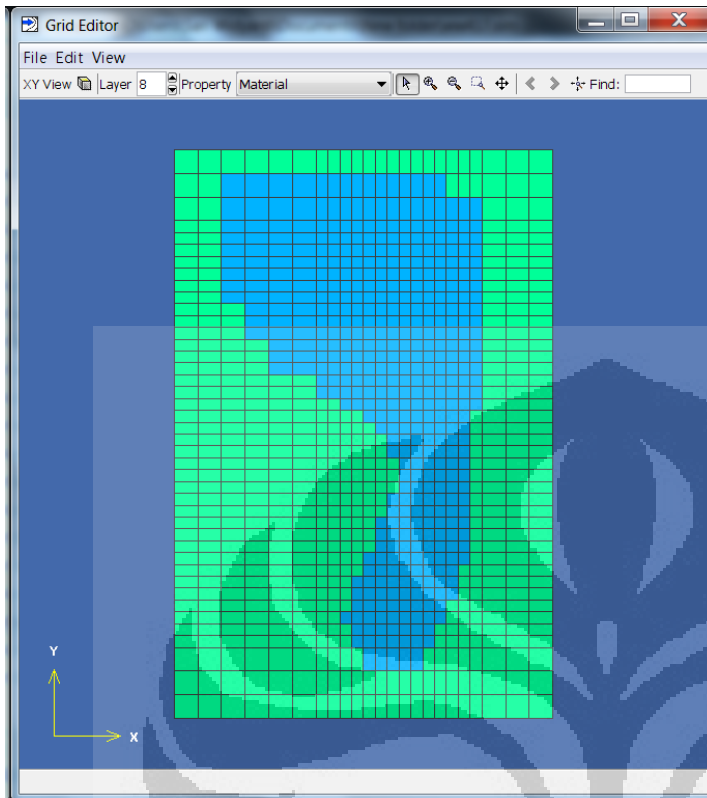 Grid Editor
File Edit View
XY View Layer 8 Property Material Find:
Y
X